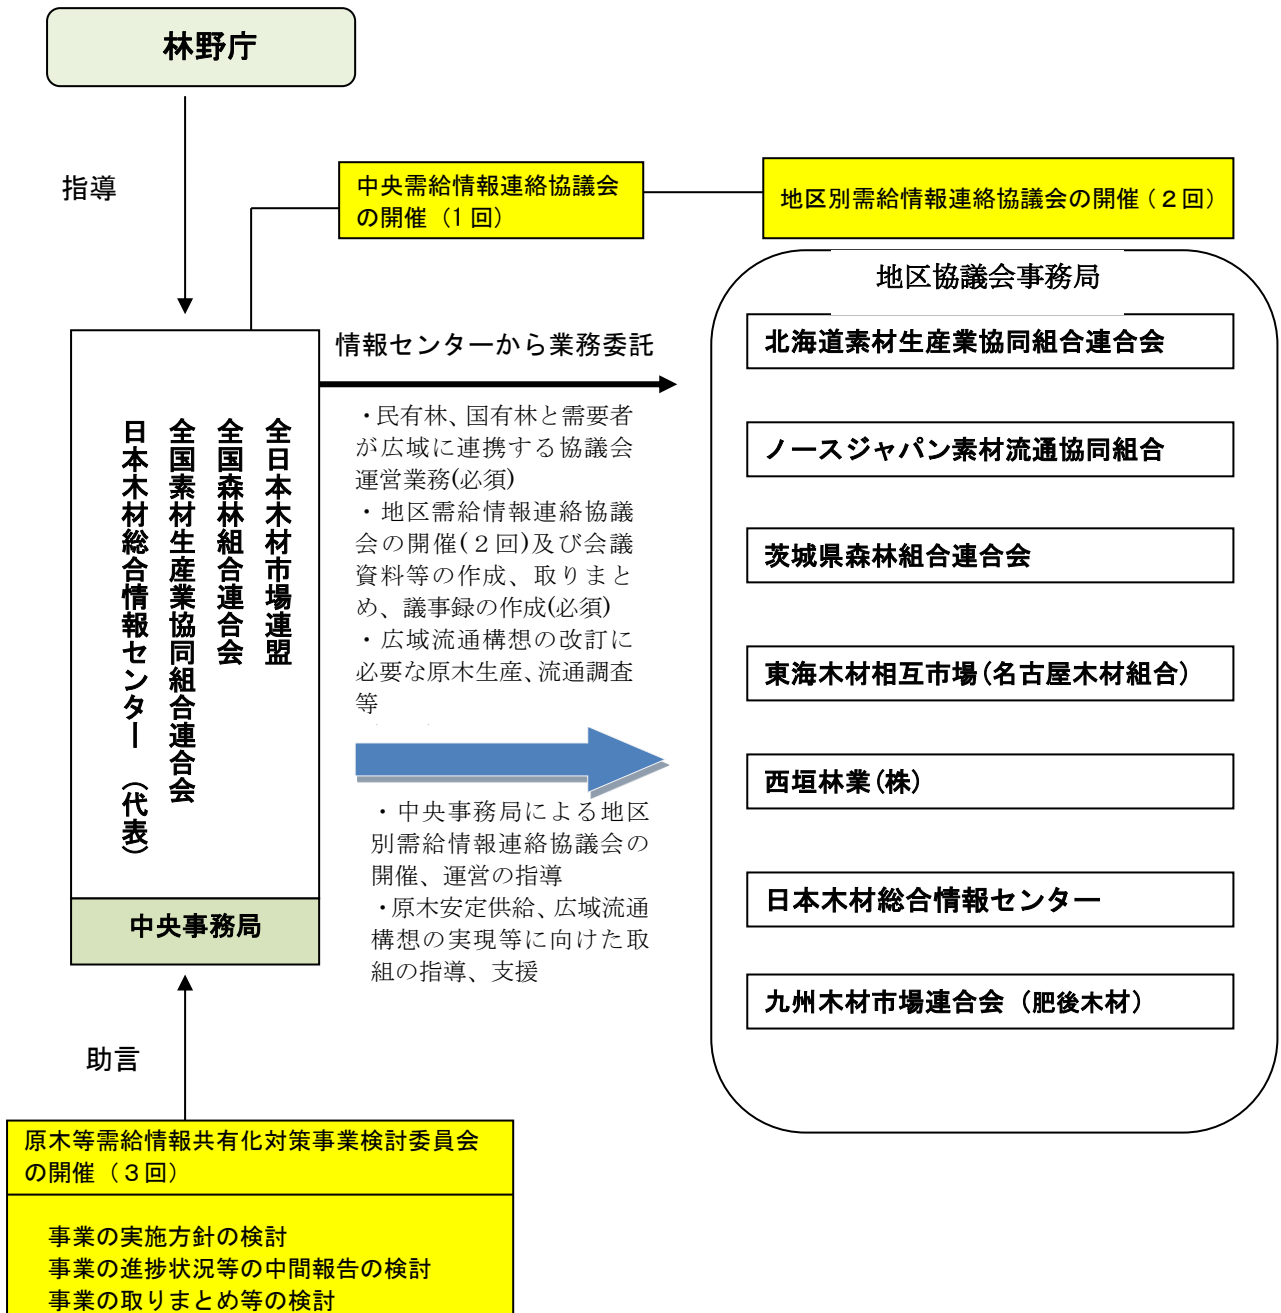 林野庁
指導
中央需給情報連絡協議会
の開催（1回）
地区別需給情報連絡協議会の開催（２回）
地区協議会事務局
北海道素材生産業協同組合連合会
ノースジャパン素材流通協同組合
茨城県森林組合連合会
東海木材相互市場（名古屋木材組合）
西垣林業（株）
日本木材総合情報センター
九州木材市場連合会（肥後木材）
情報センターから業務委託
・民有林、国有林と需要者
が広域に連携する協議会
運営業務(必須)
・地区需給情報連絡協議
会の開催(２回)及び会議
資料等の作成、取りまと
め、議事録の作成(必須)
・広域流通構想の改訂に
必要な原木生産、流通調査
等
・中央事務局による地区
別需給情報連絡協議会の
開催、運営の指導
・原木安定供給、広域流通
構想の実現等に向けた取
組の指導、支援
全日本木材市場連盟
全国森林組合連合会
全国素材生産業協同組合連合会
日本木材総合情報センター　（代表）
中央事務局
助言
原木等需給情報共有化対策事業検討委員会
の開催（３回）
事業の実施方針の検討
事業の進捗状況等の中間報告の検討
事業の取りまとめ等の検討